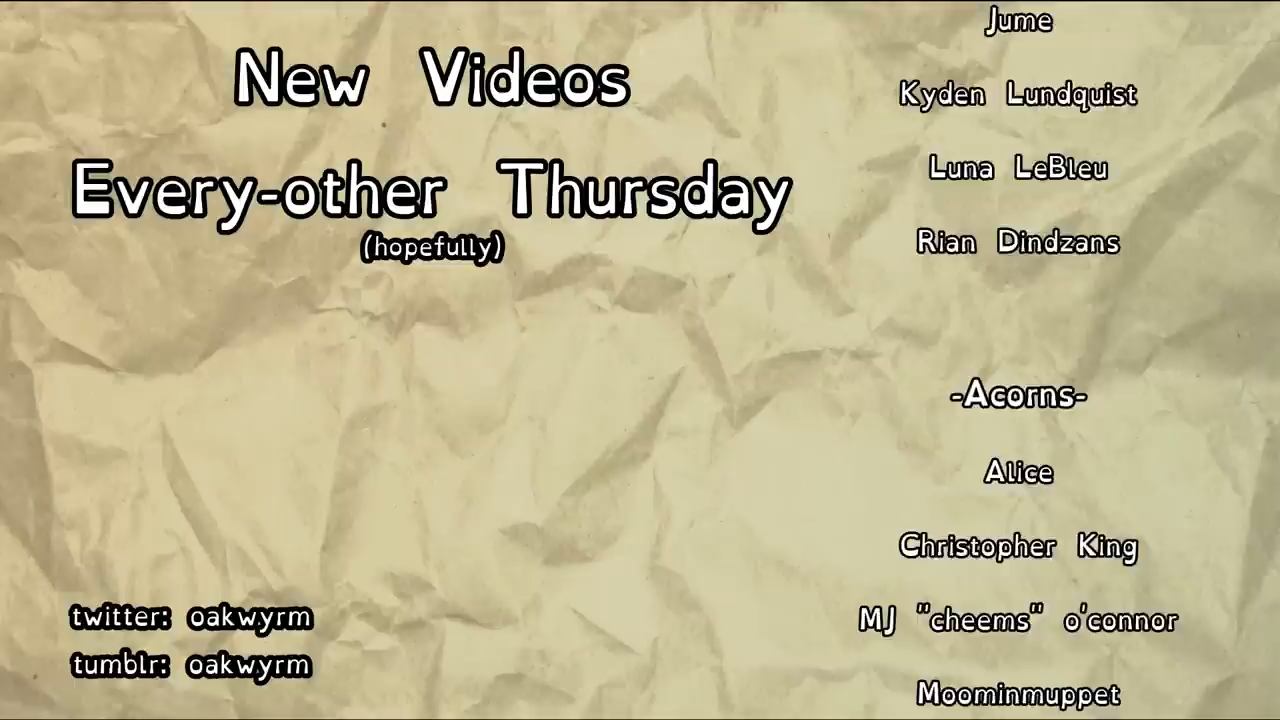 New Videos
Every-other Thursday
(hopefully)
twitter: oakwyrm
tumblr: oakwyrm
Jume
Kyden Lundquist
Luna LeBleu
Rian Dindzans
-Acorns-
Alice
Christopher King
MJ "cheems" o'connor
Moominmuppet